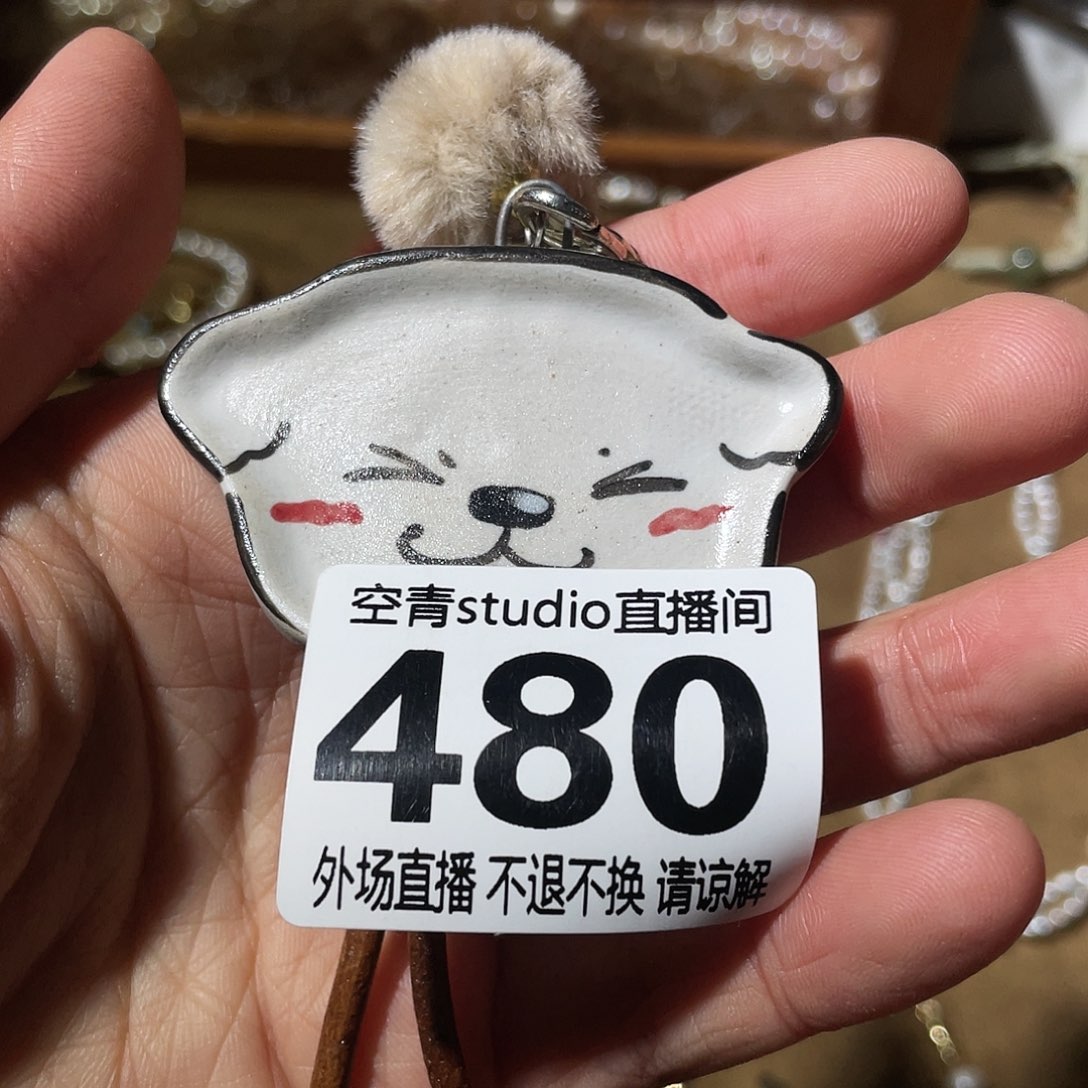 空青studio直播间
480
外场直播 不退不换 请谅解